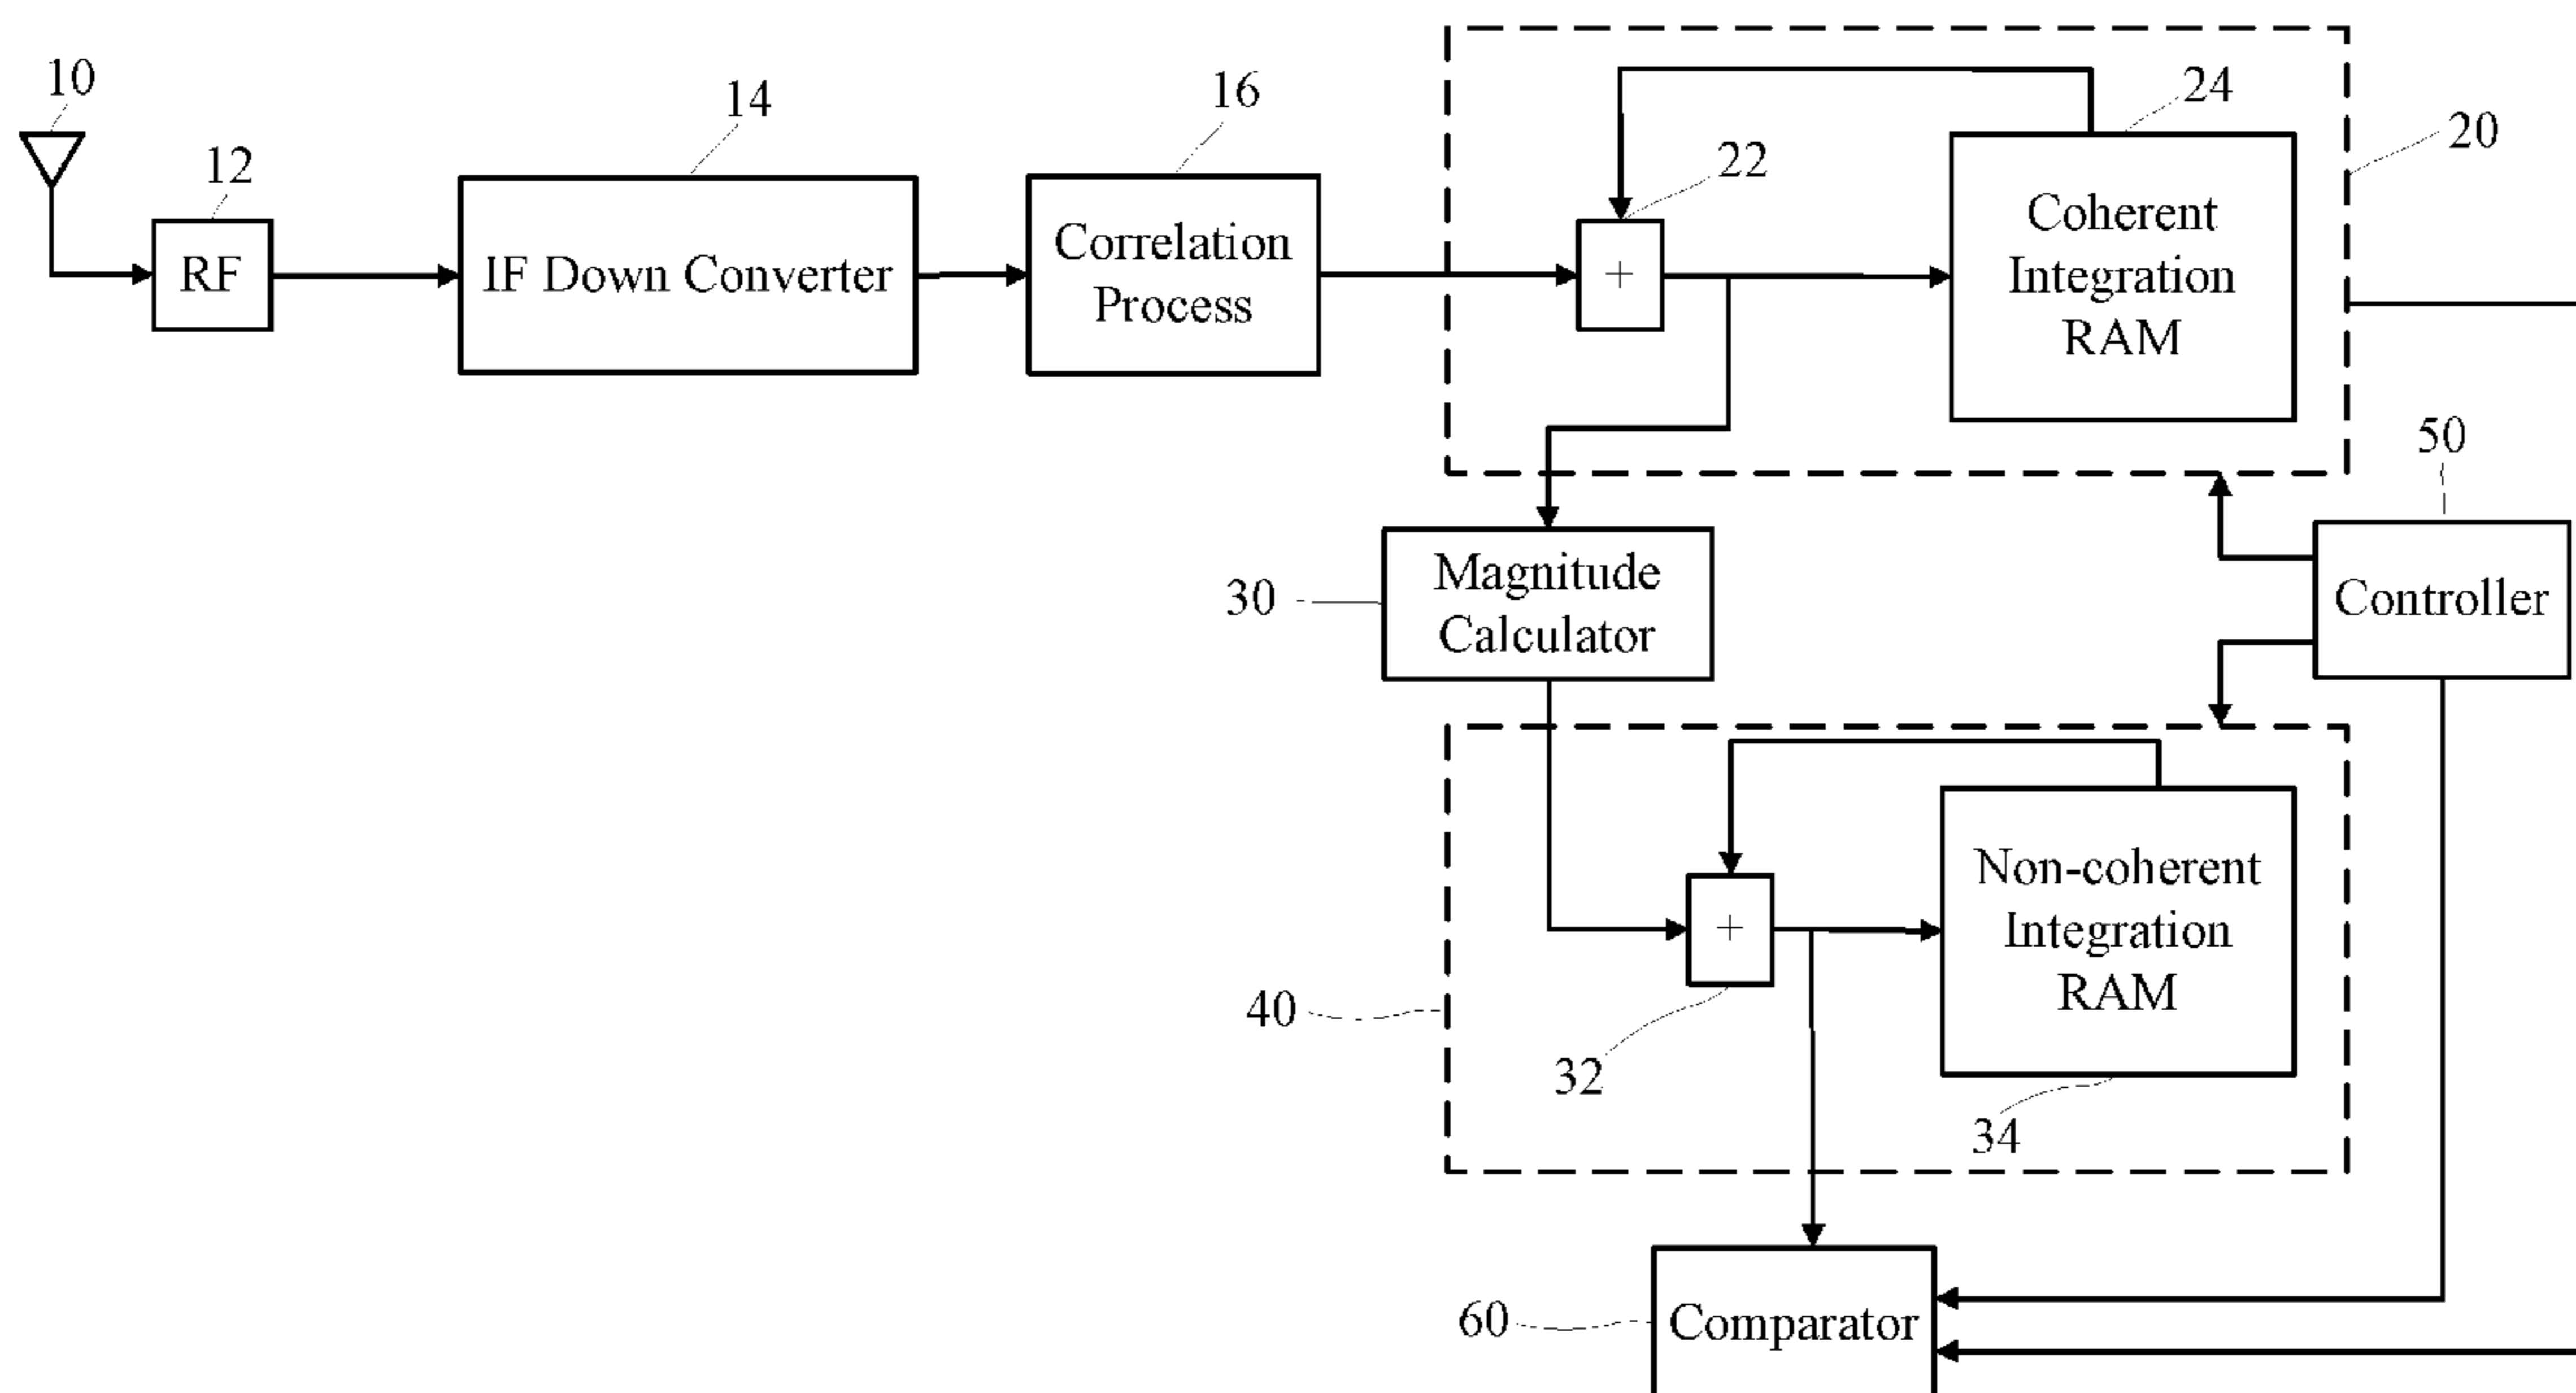 10
12
RF
14
IF Down Converter
16
Correlation
Process
22
+
24
Coherent
Integration
RAM
20
30
Magnitude
Calculator
50
Controller
40
32
+
Non-coherent
Integration
RAM
34
60
Comparator